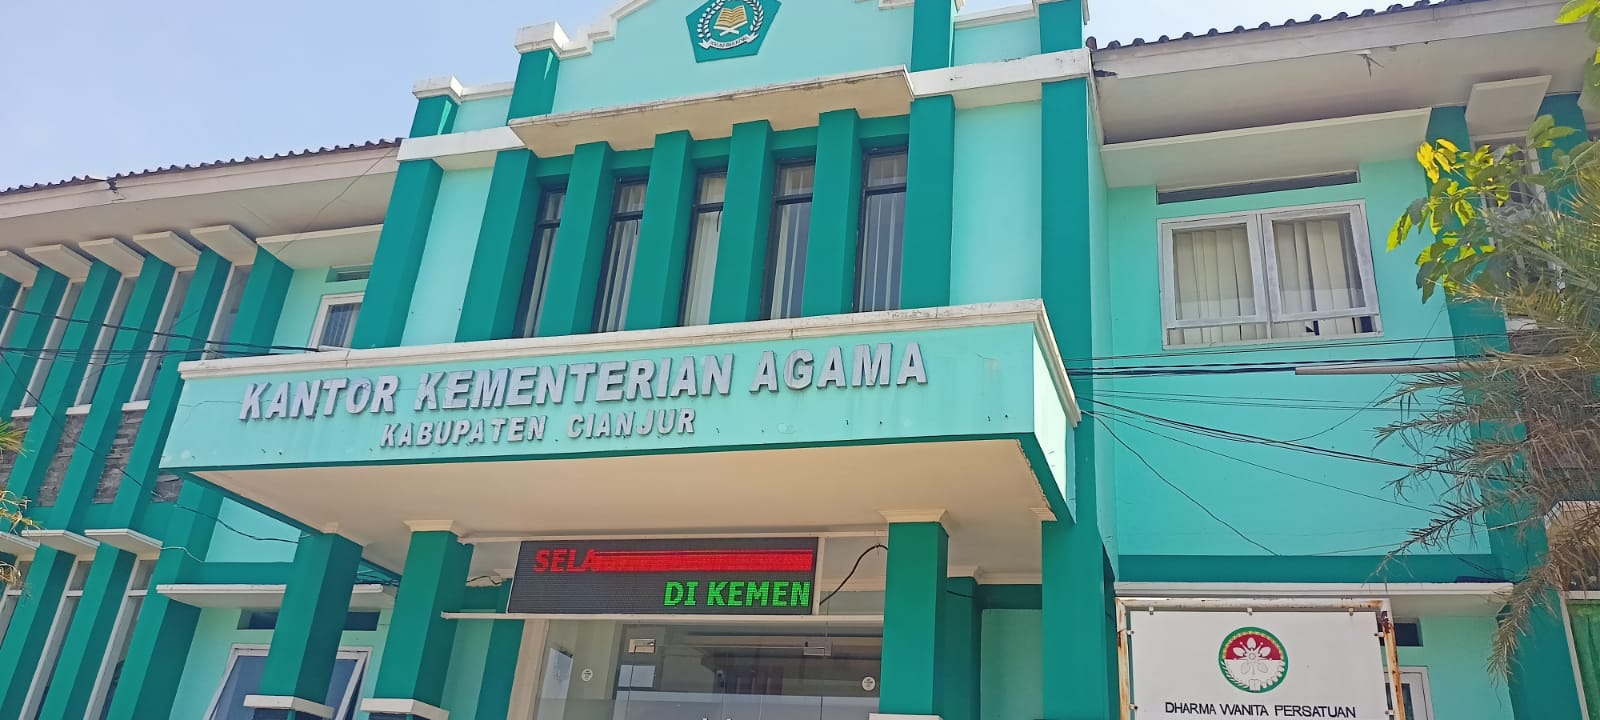 KANTOR KEMENTERIAN AGAMA
KABUPATEN CIANJUR
SELA
DI KEMEN
DHARMA WANITA PERSATUAN